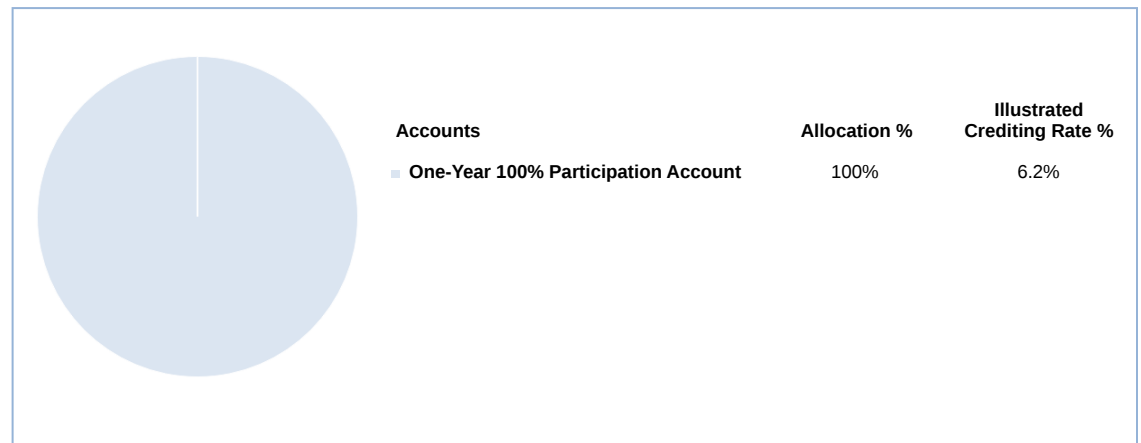 Accounts Allocation % Illustrated
Crediting Rate %
One-Year 100% Participation Account 100% 6.2%